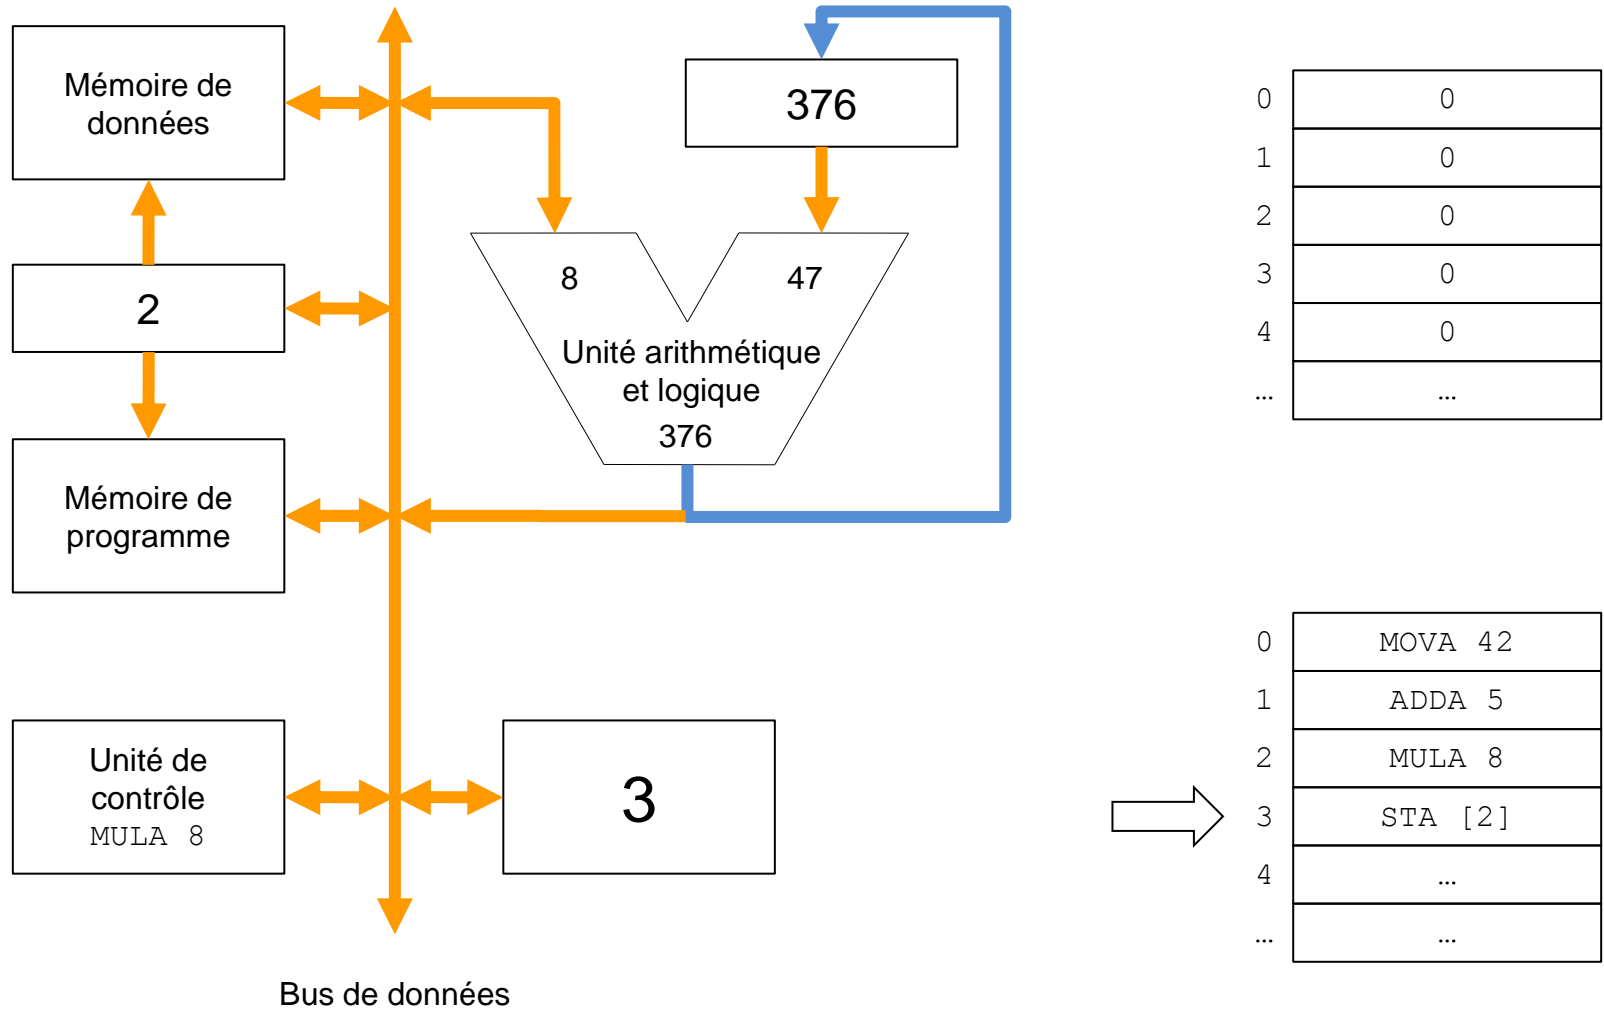 Mémoire de
données
376
2
8
47
Unité arithmétique
et logique
376
Mémoire de
programme
Unité de
contrôle
MULA 8
3
Bus de données
0 0
1 0
2 0
3 0
4 0
… …
0 MOVA 42
1 ADDA 5
2 MULA 8
3 STA [2]
4 …
… …